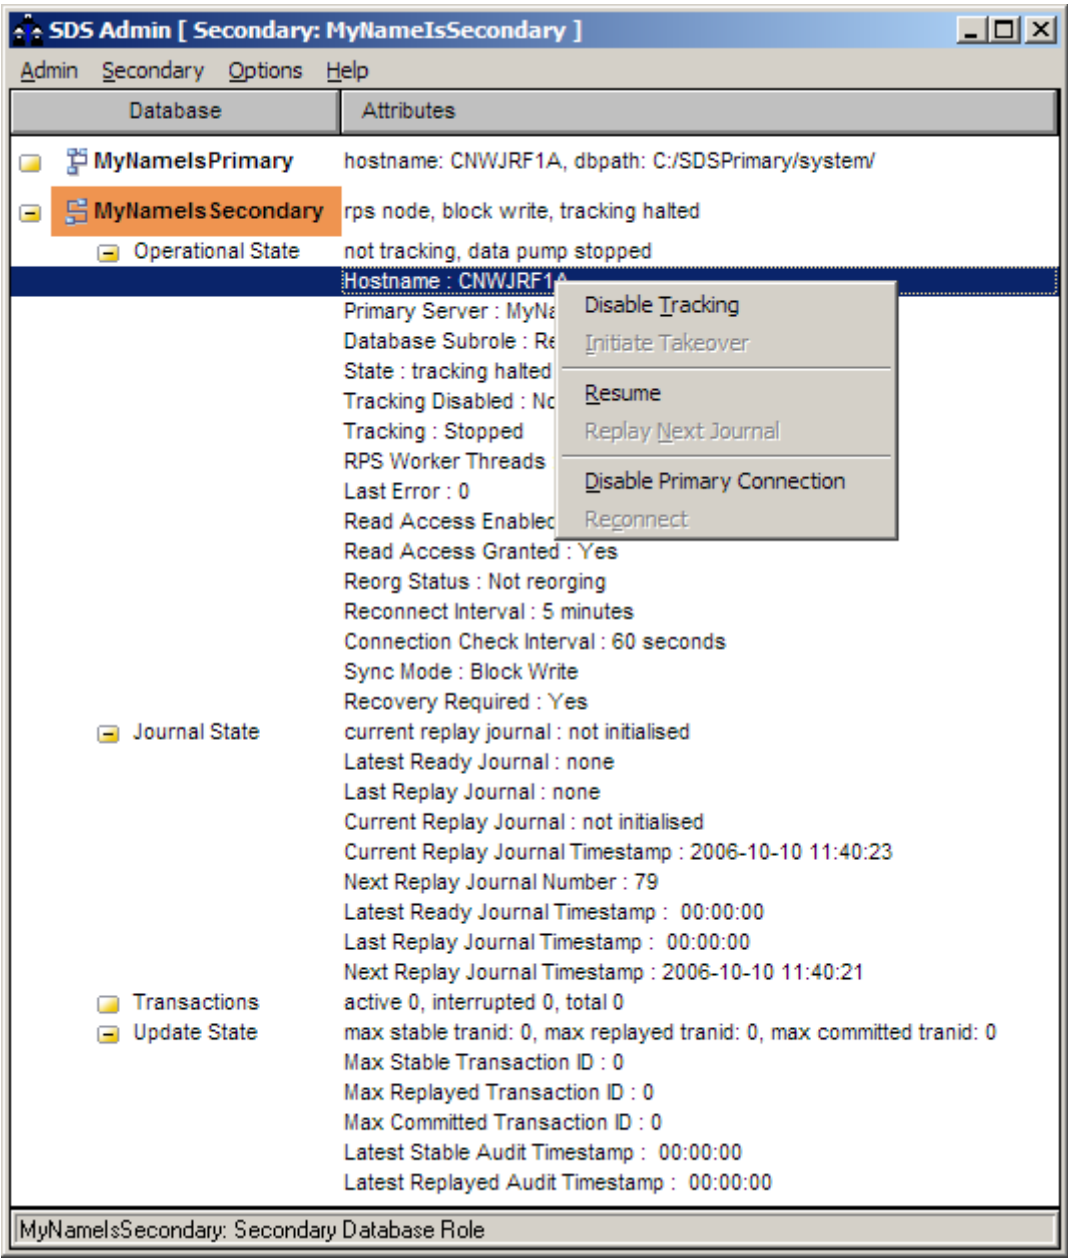 SDS Admin [ Secondary: MyNameIsSecondary ]
Admin Secondary Options Help
Database Attributes
MyNameIsPrimary hostname: CNWJRF1A, dbpath: C:/SDSPrimary/system/
MyNameIsSecondary rps node, block write, tracking halted
Operational State not tracking, data pump stopped
Hostname : CNWJRF1A
Disable Tracking
Primary Server :
Initiate Takeover
Database Subrole :
State : tracking halted
Resume
Tracking Disabled :
Replay Next Journal
Tracking : Stopped
RPS Worker Threads
Disable Primary Connection
Last Error : 0
Reconnect
Read Access Enabled
Read Access Granted : Yes
Reorg Status : Not reorging
Reconnect Interval : 5 minutes
Connection Check Interval : 60 seconds
Sync Mode : Block Write
Recovery Required : Yes
Journal State current replay journal : not initialised
Latest Ready Journal : none
Last Replay Journal : none
Current Replay Journal : not initialised
Current Replay Journal Timestamp : 2006-10-10 11:40:23
Next Replay Journal Number : 79
Latest Ready Journal Timestamp : 00:00:00
Last Replay Journal Timestamp : 00:00:00
Next Replay Journal Timestamp : 2006-10-10 11:40:21
Transactions active 0, interrupted 0, total 0
Update State max stable tranid: 0, max replayed tranid: 0, max committed tranid: 0
Max Stable Transaction ID : 0
Max Replayed Transaction ID : 0
Max Committed Transaction ID : 0
Latest Stable Audit Timestamp : 00:00:00
Latest Replayed Audit Timestamp : 00:00:00
MyNameIsSecondary: Secondary Database Role